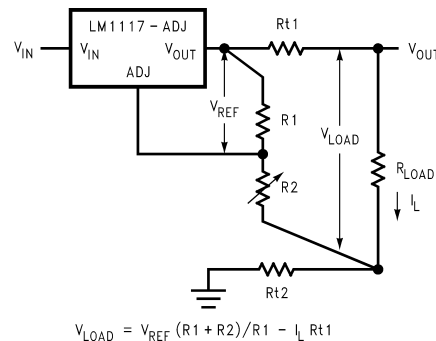 LM1117-ADJ
Rt1
V_IN
V_IN
V_OUT
V_OUT
ADJ
V_REF
R1
V_LOAD
R_LOAD
R2
I_L
Rt2
V_LOAD = V_REF (R1 + R2)/R1 - I_L Rt1